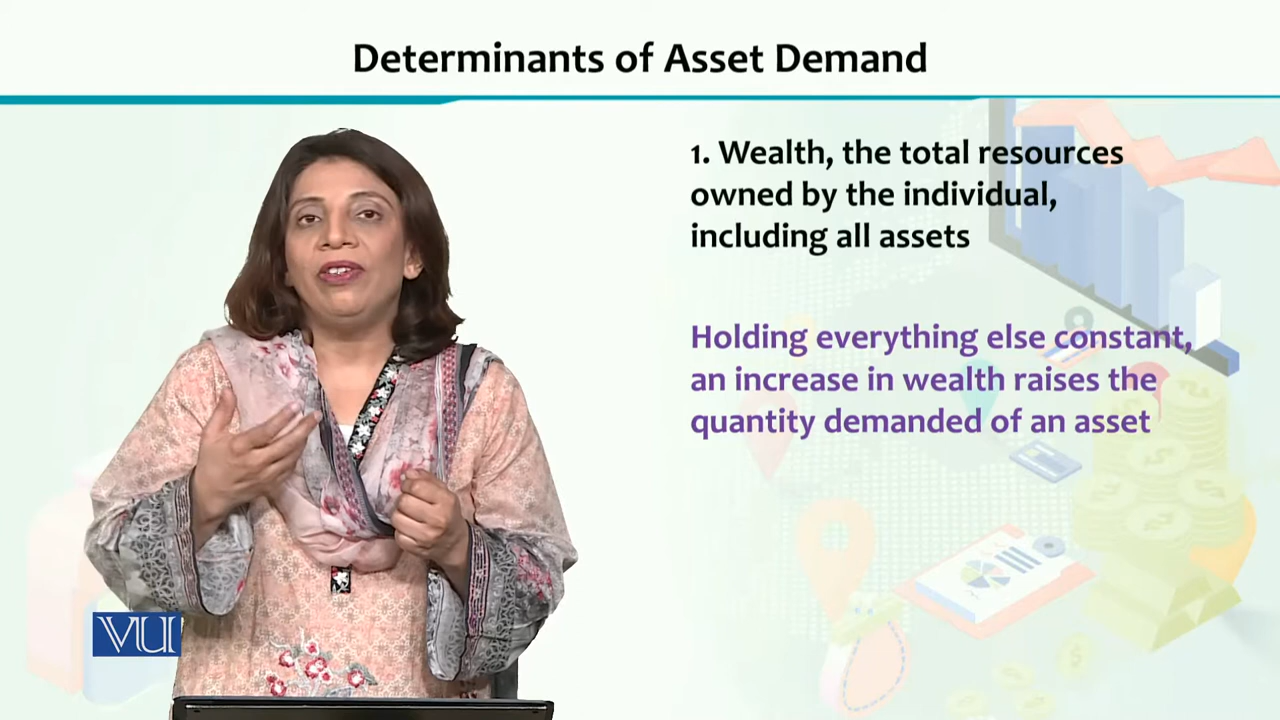 Determinants of Asset Demand
1. Wealth, the total resources
owned by the individual,
including all assets
Holding everything else constant,
an increase in wealth raises the
quantity demanded of an asset
VU